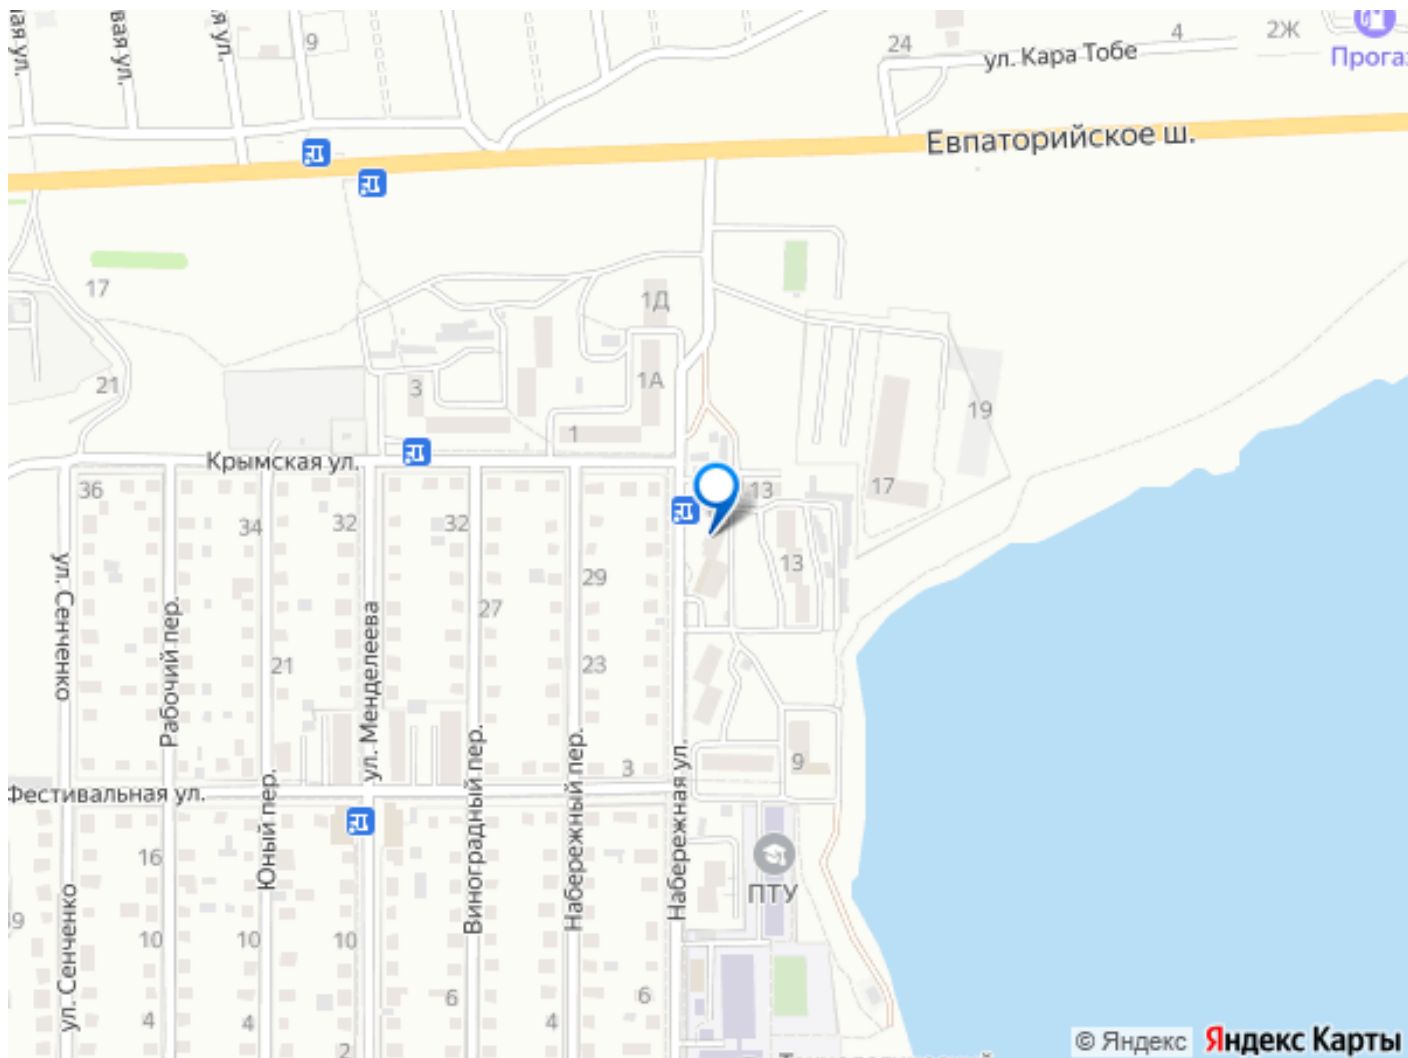 ул.
ул.
ул.
9
24
ул. Кара Тобе
4
2Ж
Прогаз
Евпаторийское ш.
17
1Д
21
3
1А
1
19
Крымская ул.
36
34
32
32
13
17
13
29
27
23
21
ул. Сенченко
Рабочий пер.
ул. Менделеева
Виноградный пер.
Набережный пер.
Набережная ул.
3
9
Фестивальная ул.
Юный пер.
16
ПТУ
10
10
10
ул. Сенченко
6
6
4
4
4
2
© Яндекс
Яндекс Карты